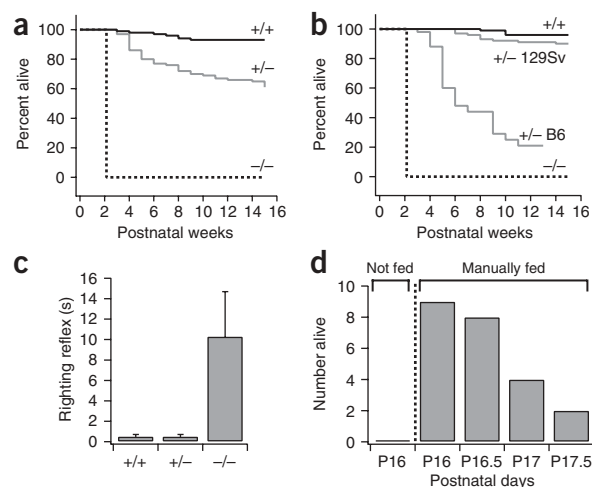 a
Percent alive
100
80
60
40
20
0
+/+
+/−
−/−
0 2 4 6 8 10 12 14 16
Postnatal weeks
b
Percent alive
100
80
60
40
20
0
+/+
+/− 129Sv
+/− B6
−/−
0 2 4 6 8 10 12 14 16
Postnatal weeks
c
Righting reflex (s)
16
14
12
10
8
6
4
2
0
+/+ +/− −/−
d
Not fed Manually fed
Number alive
10
8
6
4
2
0
P16 P16 P16.5 P17 P17.5
Postnatal days